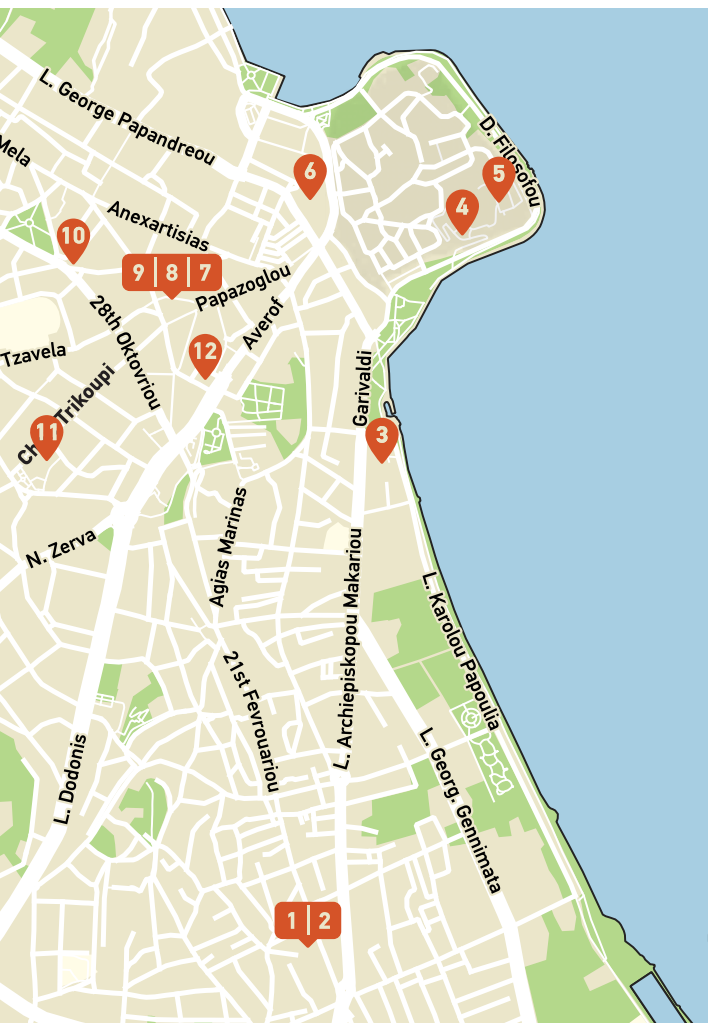 L. George Papandreou
Mela
D. Filosofou
6
5
4
Anexartisias
10
9 | 8 | 7
Papazoglou
28th Oktovriou
Averof
Tzavela
12
Garivaldi
Trikoupi
11
3
N. Zerva
Agias Marinas
L. Archiepiskopou Makariou
L. Karolou Papoulia
21st Fevrouariou
L. Dodonis
L. Georg. Gennimata
1 | 2